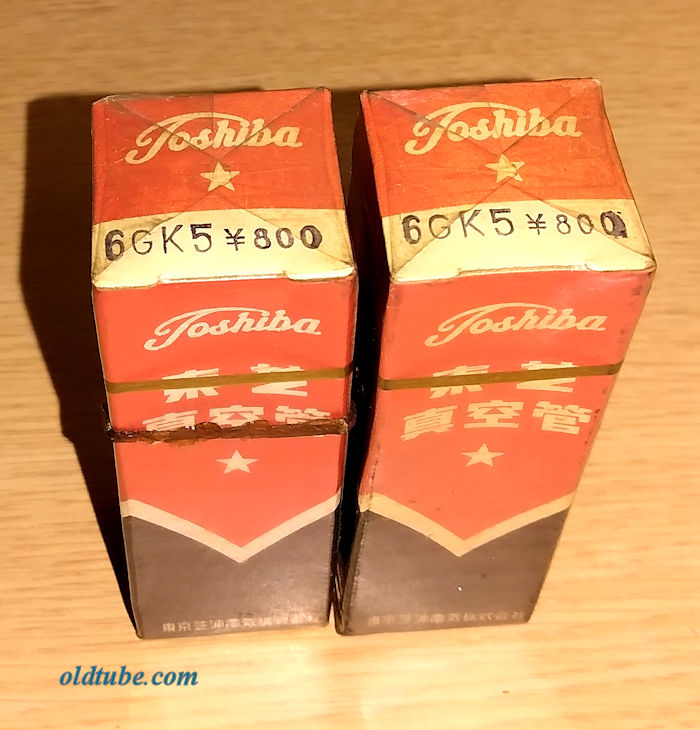 Toshiba
6GK5 ¥800
Toshiba
東芝
真空管
Toshiba
6GK5 ¥800
Toshiba
東芝
真空管
oldtube.com